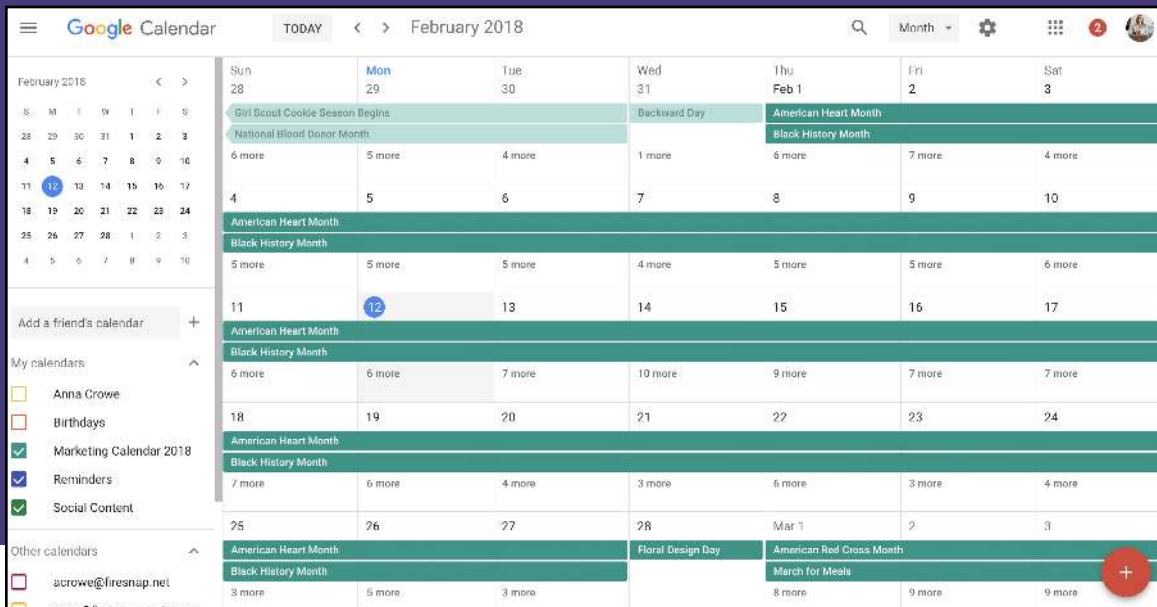 Google Calendar TODAY < > February 2018 Month 2
February 2018 < >
S M T W T F S
28 29 30 31 1 2 3
4 5 6 7 8 9 10
11 12 13 14 15 16 17
18 19 20 21 22 23 24
25 26 27 28 1 2 3
4 5 6 7 8 9 10
Add a friend's calendar +
My calendars
Anna Crowe
Birthdays
Marketing Calendar 2018
Reminders
Social Content
Other calendars
acrowe@firesnap.net
Sun Mon Tue Wed Thu Fri Sat
28 29 30 31 Feb 1 2 3
Girl Scout Cookie Season Begins Backward Day American Heart Month
National Blood Donor Month Black History Month
6 more 5 more 4 more 1 more 6 more 7 more 4 more
4 5 6 7 8 9 10
American Heart Month
Black History Month
5 more 5 more 5 more 4 more 5 more 5 more 6 more
11 12 13 14 15 16 17
American Heart Month
Black History Month
6 more 6 more 7 more 10 more 9 more 7 more 7 more
18 19 20 21 22 23 24
American Heart Month
Black History Month
7 more 6 more 4 more 3 more 6 more 3 more 4 more
25 26 27 28 Mar 1 2 3
American Heart Month Floral Design Day American Red Cross Month
Black History Month March for Meals
3 more 5 more 3 more 8 more 9 more 9 more
+